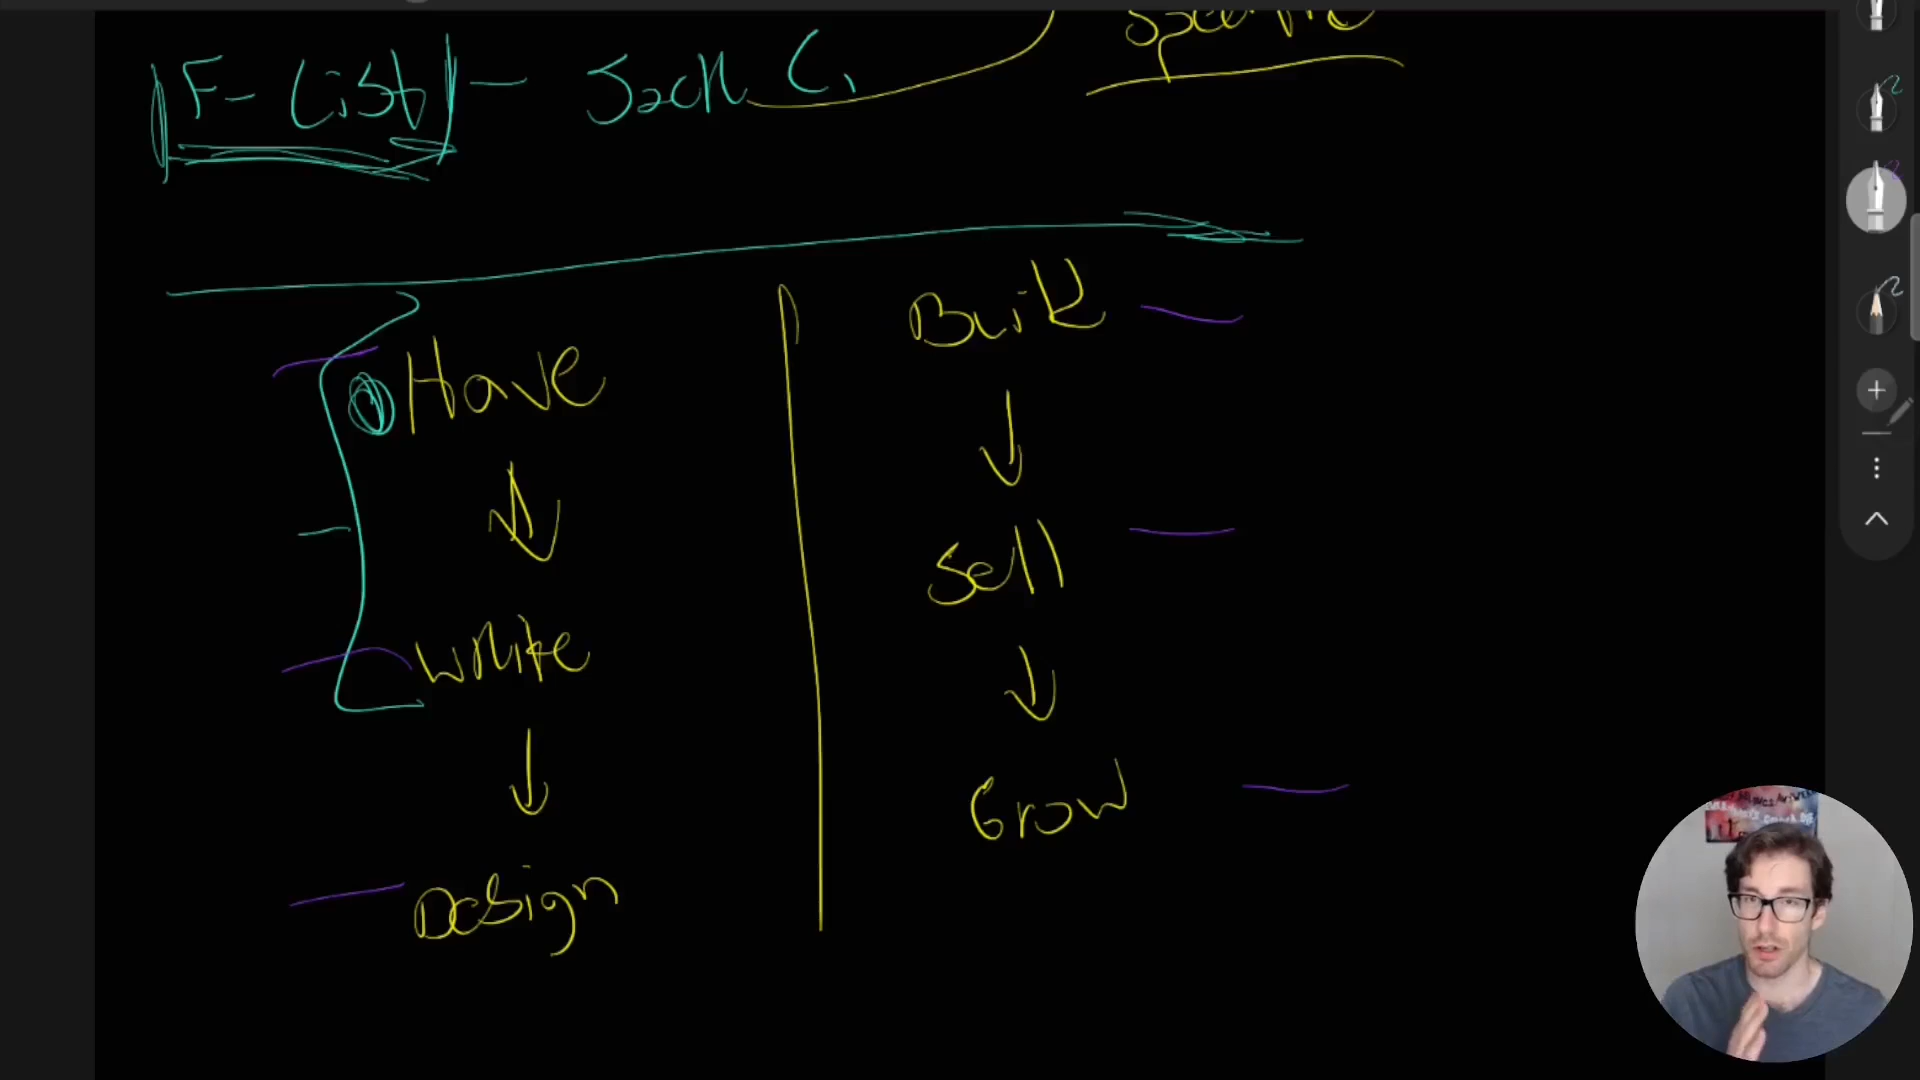 F- List - Jack C.
Have
Write
Design
Build
Sell
Grow